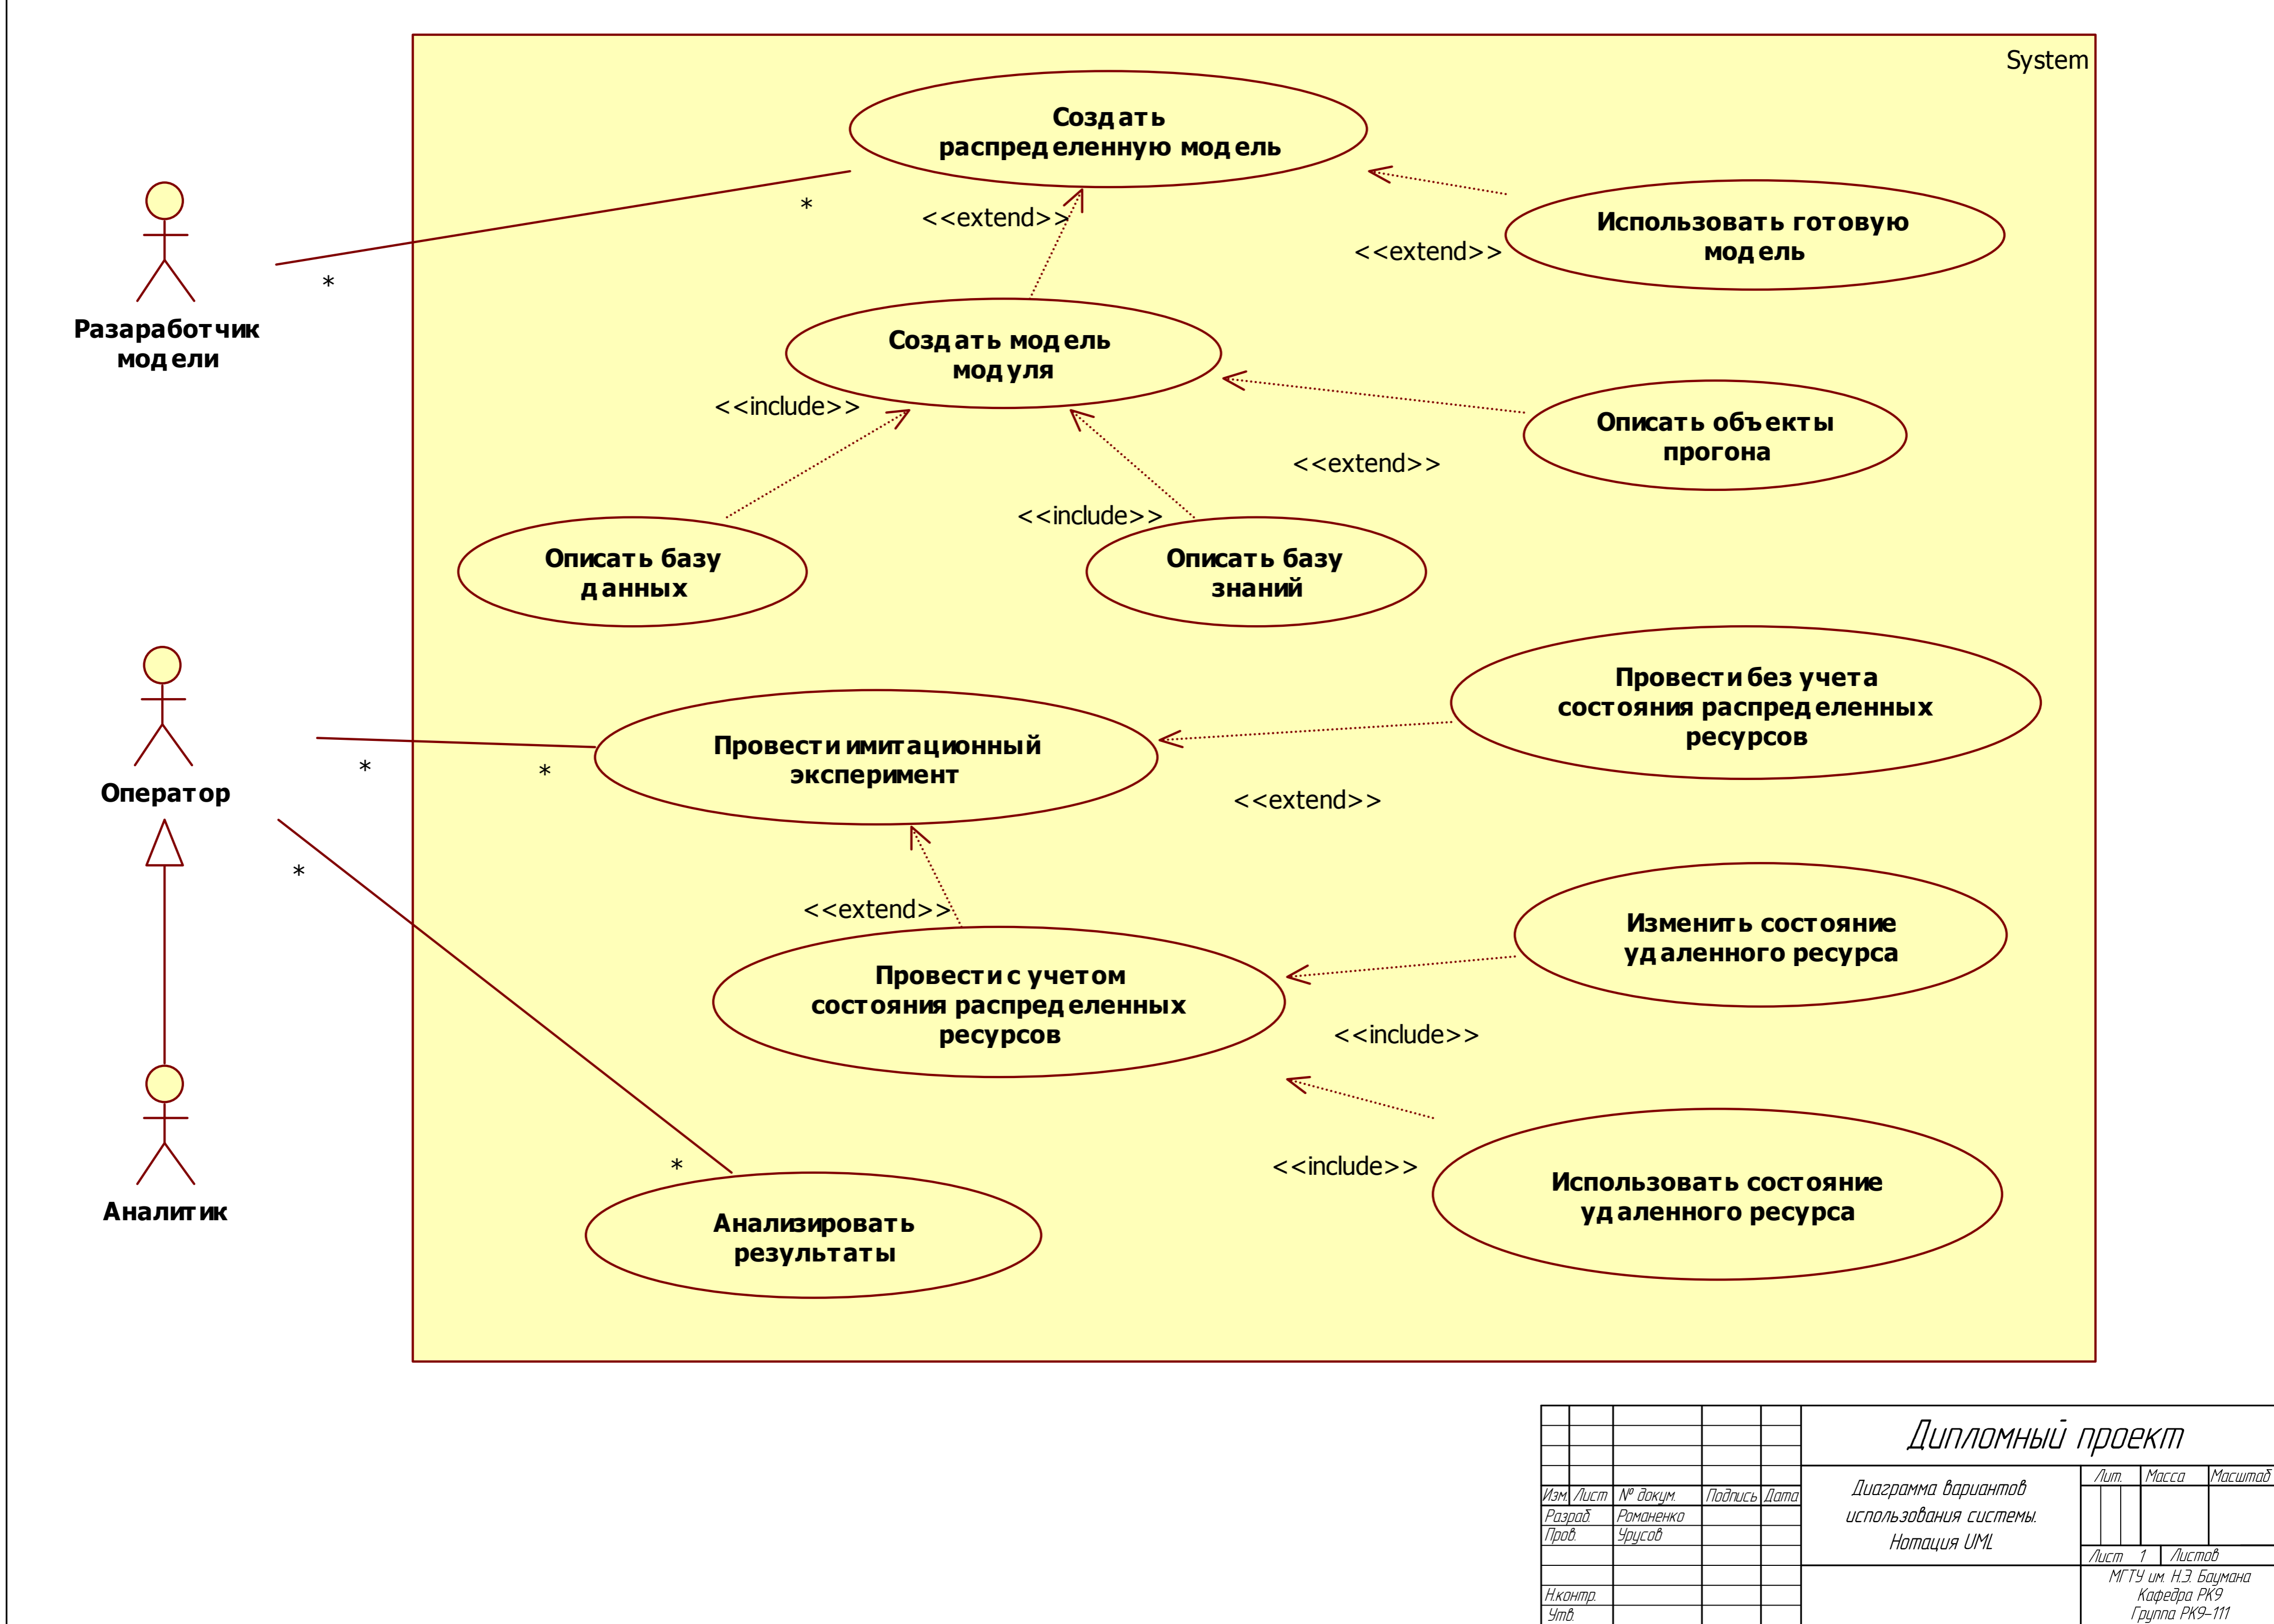 System
Создать
распределенную модель
*
<<extend>>
Использовать готовую
модель
<<extend>>
*
Разаработчик
модели
Создать модель
модуля
<<include>>
Описать объекты
прогона
<<extend>>
<<include>>
Описать базу
данных
Описать базу
знаний
Провести без учета
состояния распределенных
ресурсов
Провести имитационный
эксперимент
*
*
Оператор
<<extend>>
*
<<extend>>
Изменить состояние
удаленного ресурса
Провести с учетом
состояния распределенных
ресурсов
<<include>>
*
<<include>>
Использовать состояние
удаленного ресурса
Аналитик
Анализировать
результаты
Дипломный проект
Лит. Масса Масштаб
Изм. Лист № докум. Подпись Дата
Разраб. Романенко
Пров. Урусов
Диаграмма вариантов
использования системы.
Нотация UML
Лист 1 Листов
Н.контр.
Утв.
МГТУ им. Н.Э. Баумана
Кафедра РК9
Группа РК9-111